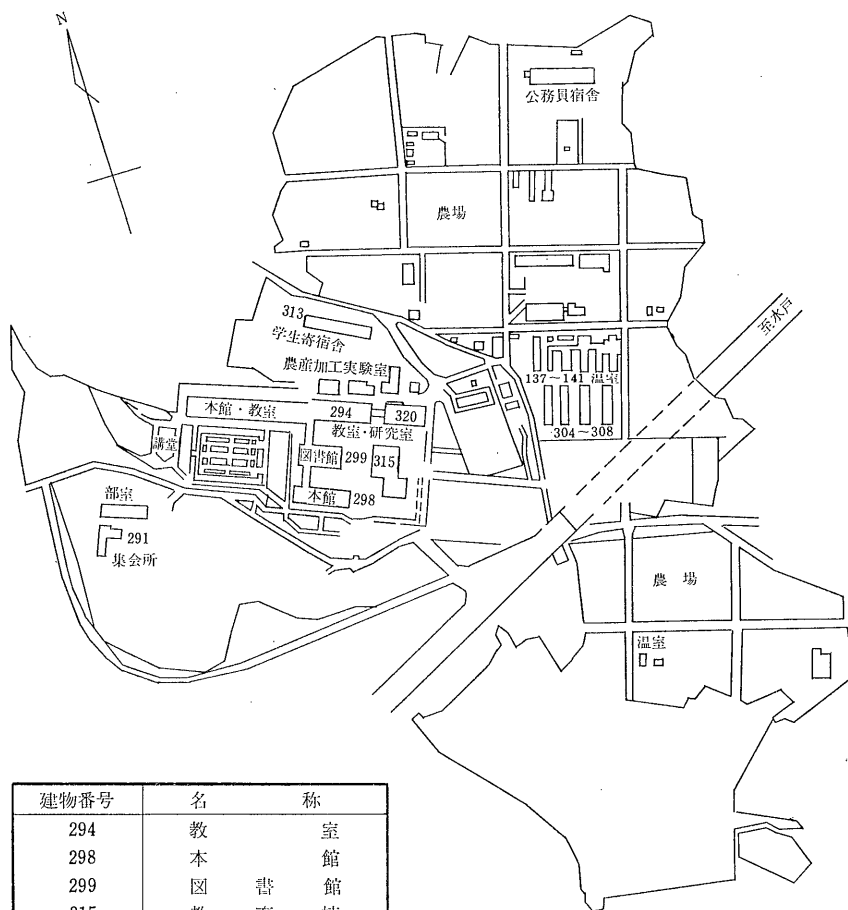 N
公務員宿舎
農場
至水戸
313
学生寄宿舎
農産加工実験室
137〜141 温室
本館・教室
294
320
304〜308
教室・研究室
講堂
図書館
299
315
本館
298
部室
291
集会所
農場
温室
建物番号 名称
294 教室
298 本館
299 図書館